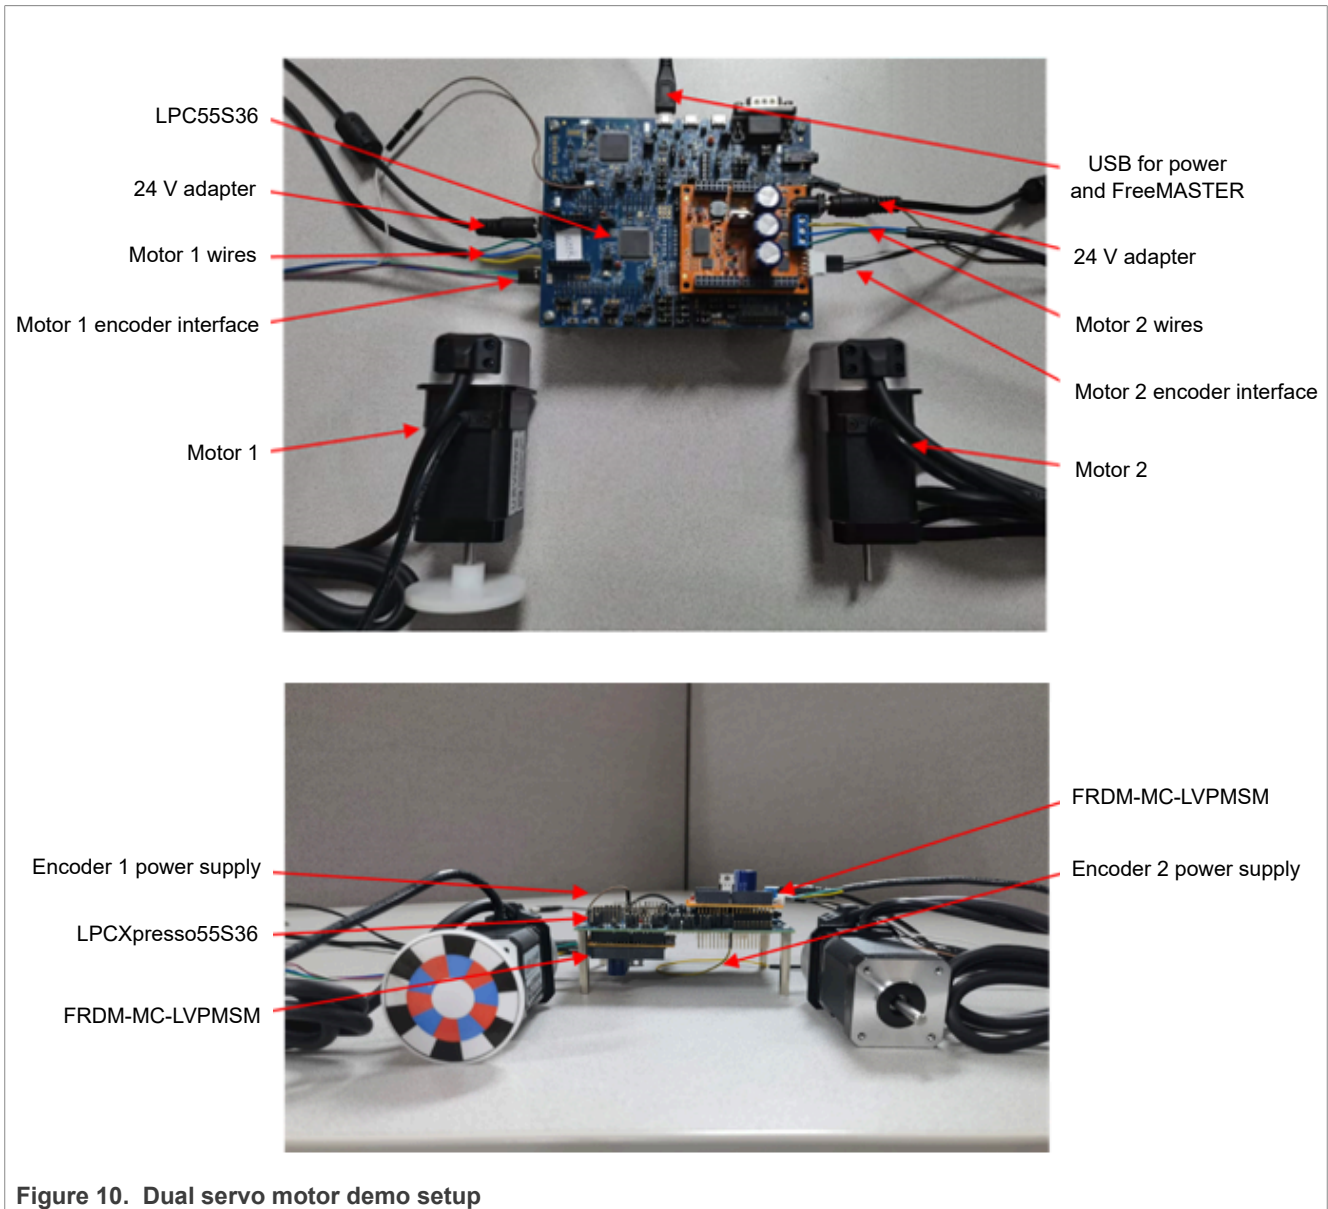 LPC55S36
24 V adapter
Motor 1 wires
Motor 1 encoder interface
Motor 1
USB for power
and FreeMASTER
24 V adapter
Motor 2 wires
Motor 2 encoder interface
Motor 2
Encoder 1 power supply
LPCXpresso55S36
FRDM-MC-LVPMSM
FRDM-MC-LVPMSM
Encoder 2 power supply
Figure 10. Dual servo motor demo setup